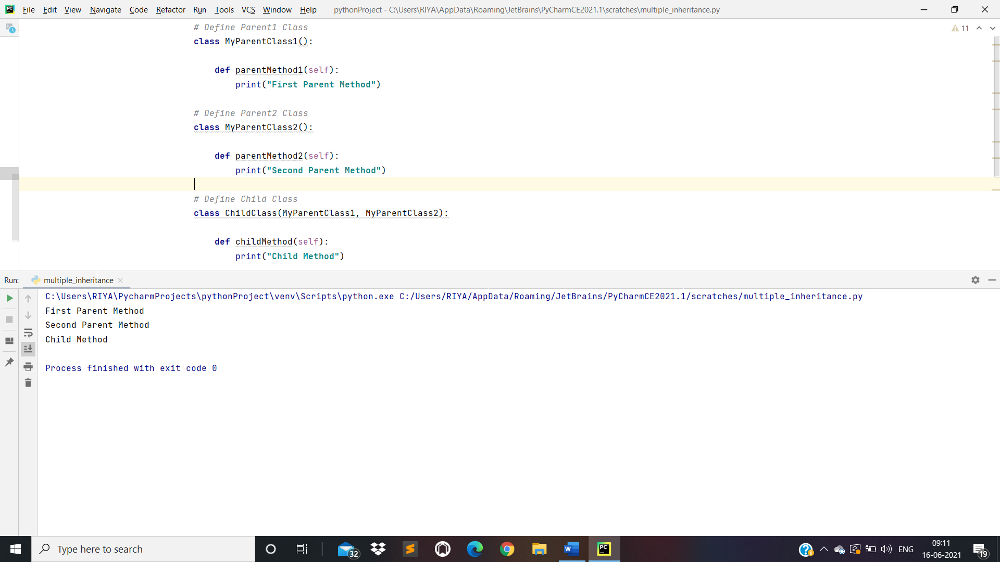 File Edit View Navigate Code Refactor Run Tools VCS Window Help pythonProject - C:\Users\RIYA\AppData\Roaming\JetBrains\PyCharmCE2021.1\scratches\multiple_inheritance.py
# Define Parent1 Class
11
class MyParentClass1():
def parentMethod1(self):
print("First Parent Method")
# Define Parent2 Class
class MyParentClass2():
def parentMethod2(self):
print("Second Parent Method")
# Define Child Class
class ChildClass(MyParentClass1, MyParentClass2):
def childMethod(self):
print("Child Method")
Run: multiple_inheritance
C:\Users\RIYA\PycharmProjects\pythonProject\venv\Scripts\python.exe C:/Users/RIYA/AppData/Roaming/JetBrains/PyCharmCE2021.1/scratches/multiple_inheritance.py
First Parent Method
Second Parent Method
Child Method
Process finished with exit code 0
Type here to search
32
PC
ENG
09:11
16-06-2021
19